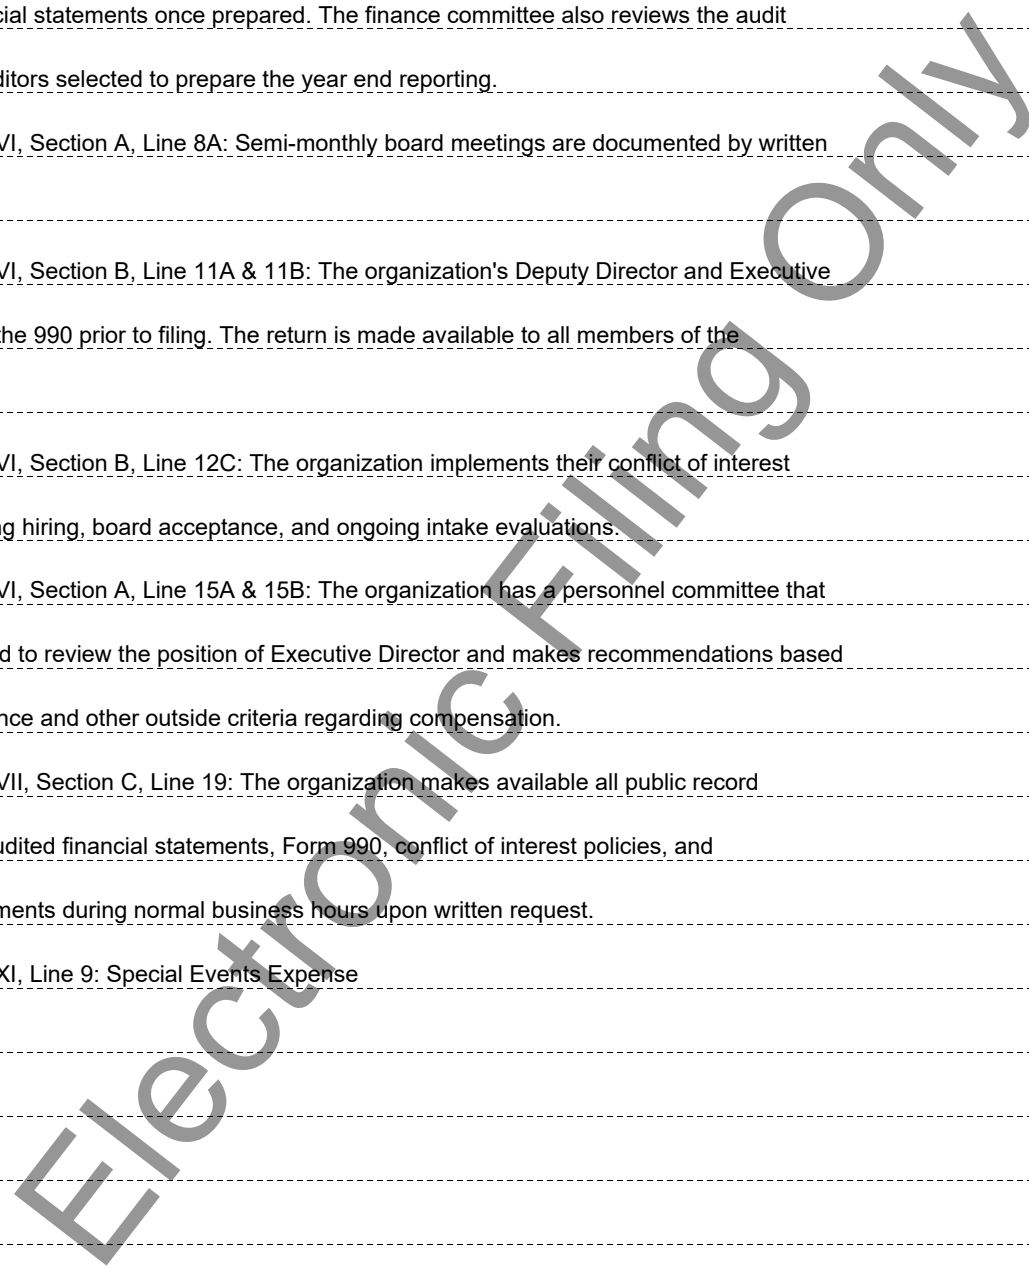 cial statements once prepared. The finance committee also reviews the audit
ditors selected to prepare the year end reporting.
VI, Section A, Line 8A: Semi-monthly board meetings are documented by written
VI, Section B, Line 11A & 11B: The organization's Deputy Director and Executive
the 990 prior to filing. The return is made available to all members of the
VI, Section B, Line 12C: The organization implements their conflict of interest
ng hiring, board acceptance, and ongoing intake evaluations.
VI, Section A, Line 15A & 15B: The organization has a personnel committee that
d to review the position of Executive Director and makes recommendations based
nce and other outside criteria regarding compensation.
VII, Section C, Line 19: The organization makes available all public record
udited financial statements, Form 990, conflict of interest policies, and
ments during normal business hours upon written request.
XI, Line 9: Special Events Expense
Electronic Filing Only